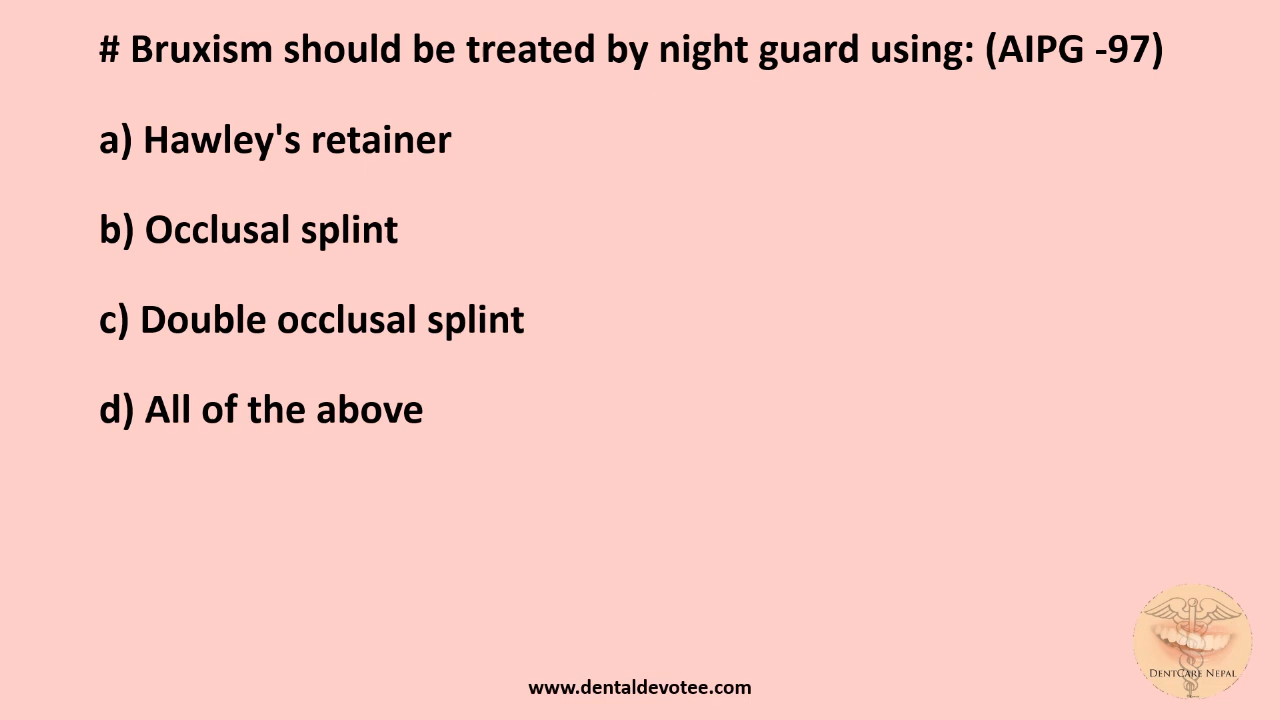 # Bruxism should be treated by night guard using: (AIPG -97)
a) Hawley's retainer
b) Occlusal splint
c) Double occlusal splint
d) All of the above
DentCare Nepal
www.dentaldevotee.com